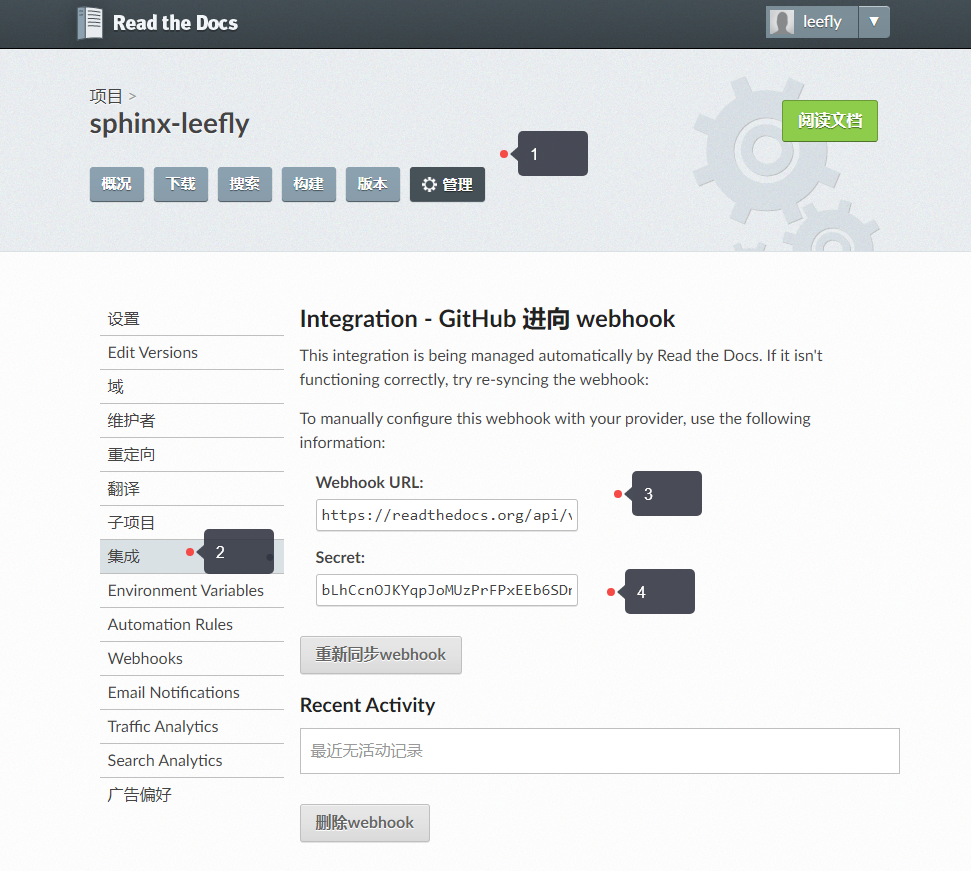 Read the Docs
leefly
项目 >
sphinx-leefly
阅读文档
1
概况 下载 搜索 构建 版本 管理
设置
Edit Versions
域
维护者
重定向
翻译
子项目
集成
2
Environment Variables
Automation Rules
Webhooks
Email Notifications
Traffic Analytics
Search Analytics
广告偏好
Integration - GitHub 进向 webhook
This integration is being managed automatically by Read the Docs. If it isn't
functioning correctly, try re-syncing the webhook:
To manually configure this webhook with your provider, use the following
information:
Webhook URL:
3
https://readthedocs.org/api/v
Secret:
4
bLhCcnOJKYqpJoMUzPrFPxEEb6SDr
重新同步webhook
Recent Activity
最近无活动记录
删除webhook